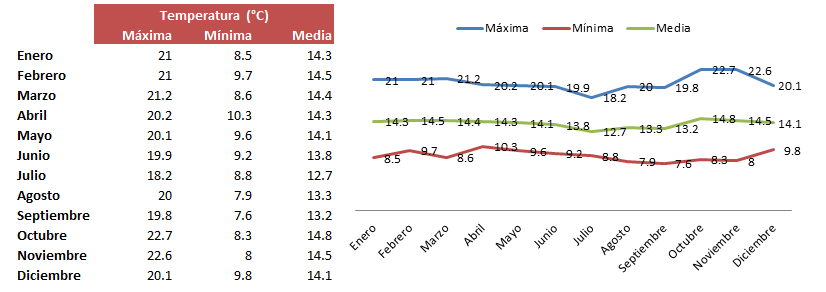 Temperatura (°C)
Máxima Mínima Media
Enero 21 8.5 14.3
Febrero 21 9.7 14.5
Marzo 21.2 8.6 14.4
Abril 20.2 10.3 14.3
Mayo 20.1 9.6 14.1
Junio 19.9 9.2 13.8
Julio 18.2 8.8 12.7
Agosto 20 7.9 13.3
Septiembre 19.8 7.6 13.2
Octubre 22.7 8.3 14.8
Noviembre 22.6 8 14.5
Diciembre 20.1 9.8 14.1
Máxima Mínima Media
21 21 21.2 20.2 20.1 19.9 18.2 20 19.8 22.7 22.6 20.1
14.3 14.5 14.4 14.3 14.1 13.8 12.7 13.3 13.2 14.8 14.5 14.1
8.5 9.7 8.6 10.3 9.6 9.2 8.8 7.9 7.6 8.3 8 9.8
Enero Febrero Marzo Abril Mayo Junio Julio Agosto Septiembre Octubre Noviembre Diciembre